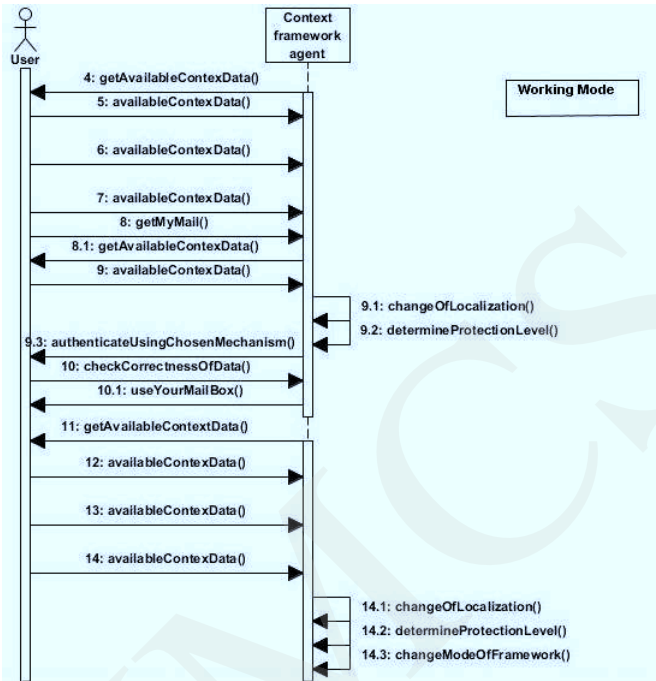 User
Context
framework
agent
Working Mode
4: getAvailableContexData()
5: availableContexData()
6: availableContexData()
7: availableContexData()
8: getMyMail()
8.1: getAvailableContexData()
9: availableContexData()
9.1: changeOfLocalization()
9.2: determineProtectionLevel()
9.3: authenticateUsingChosenMechanism()
10: checkCorrectnessOfData()
10.1: useYourMailBox()
11: getAvailableContextData()
12: availableContexData()
13: availableContexData()
14: availableContexData()
14.1: changeOfLocalization()
14.2: determineProtectionLevel()
14.3: changeModeOfFramework()